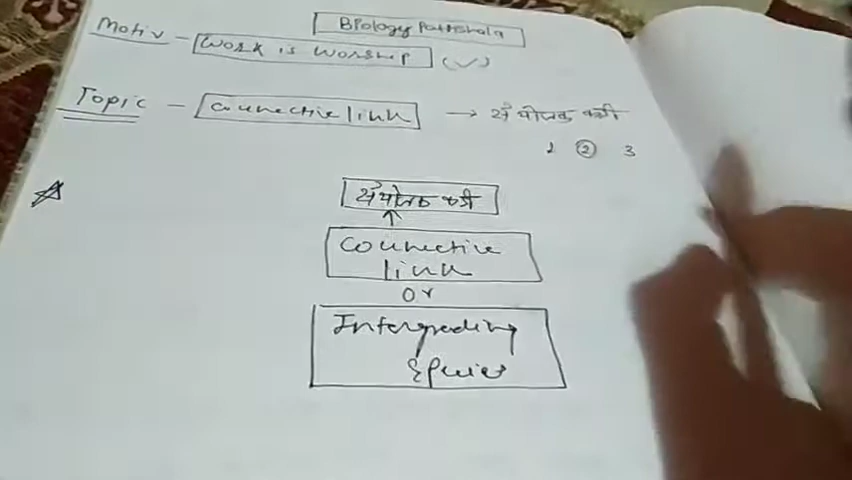 Biology Pathshala
Motiv - Work is worship (✓)
Topic - Connective link → संयोजक कड़ी
1 2 3
संयोजक कड़ी
Connective
link
or
Intergrading
Species